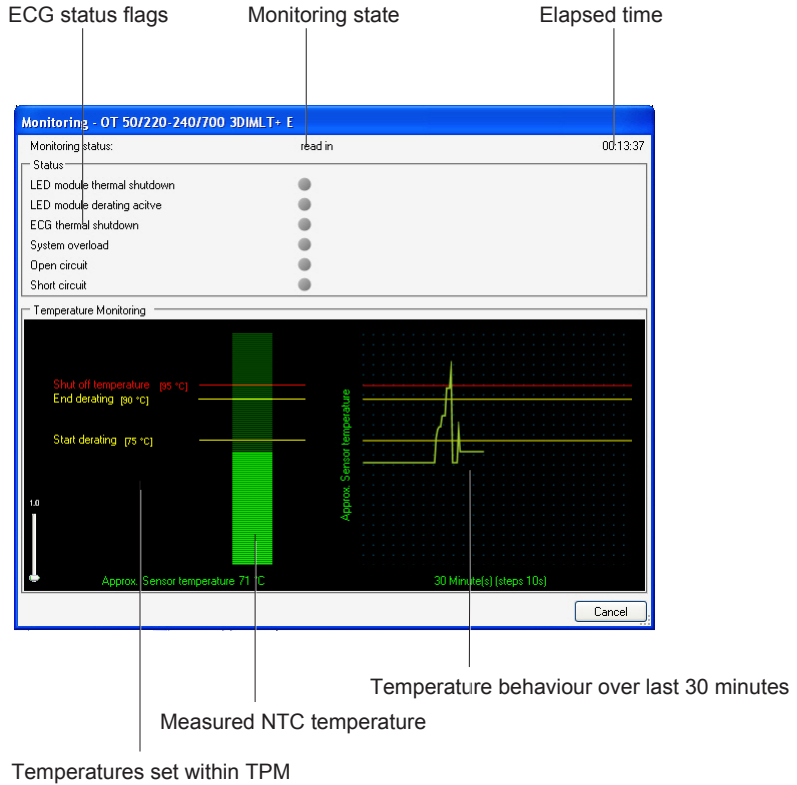 ECG status flags
Monitoring state
Elapsed time
Monitoring - OT 50/220-240/700 3DIMLT+ E
Monitoring status:
read in
00:13:37
Status
LED module thermal shutdown
LED module derating acitve
ECG thermal shutdown
System overload
Open circuit
Short circuit
Temperature Monitoring
Shut off temperature [95 °C]
End derating [90 °C]
Start derating [75 °C]
1.0
Approx. Sensor temperature 71 °C
Approx. Sensor temperature
30 Minute(s) (steps 10s)
Cancel
Temperature behaviour over last 30 minutes
Measured NTC temperature
Temperatures set within TPM